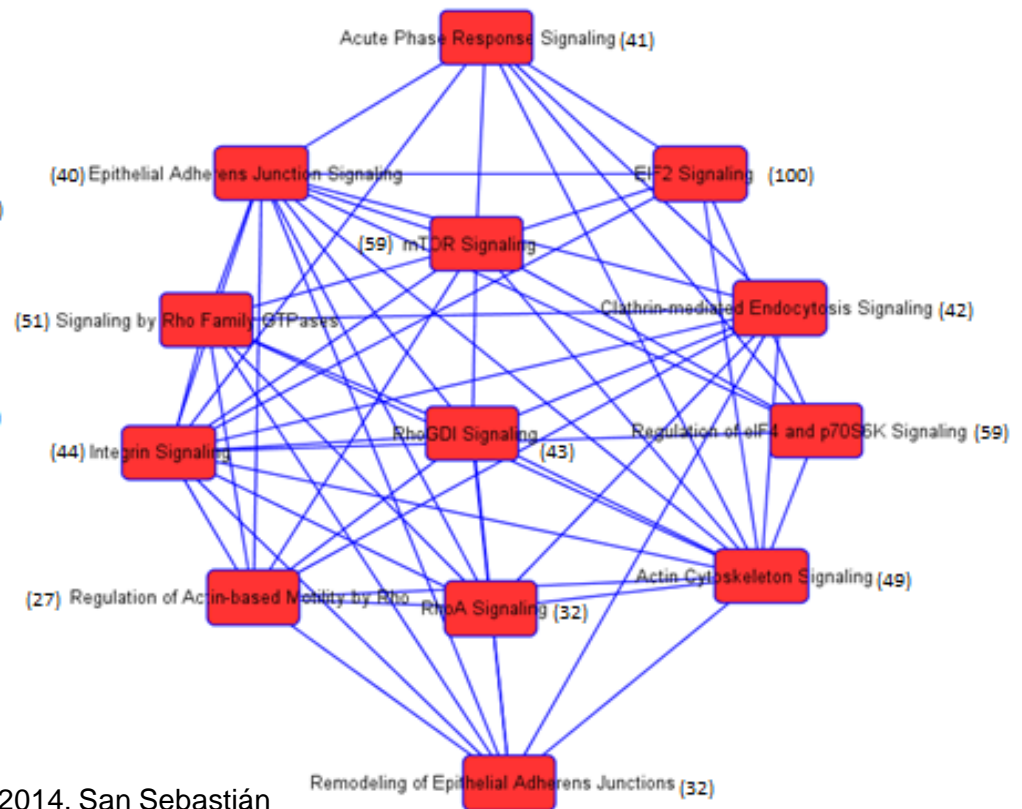 Acute Phase Response Signaling (41)
(40) Epithelial Adherens Junction Signaling
EIF2 Signaling (100)
(59) mTOR Signaling
Clathrin-mediated Endocytosis Signaling (42)
(51) Signaling by Rho Family GTPases
RhoGDI Signaling (43)
Regulation of eIF4 and p70S6K Signaling (59)
(44) Integrin Signaling
Actin Cytoskeleton Signaling (49)
(27) Regulation of Actin-based Motility by Rho
RhoA Signaling (32)
Remodeling of Epithelial Adherens Junctions (32)
2014. San Sebastián